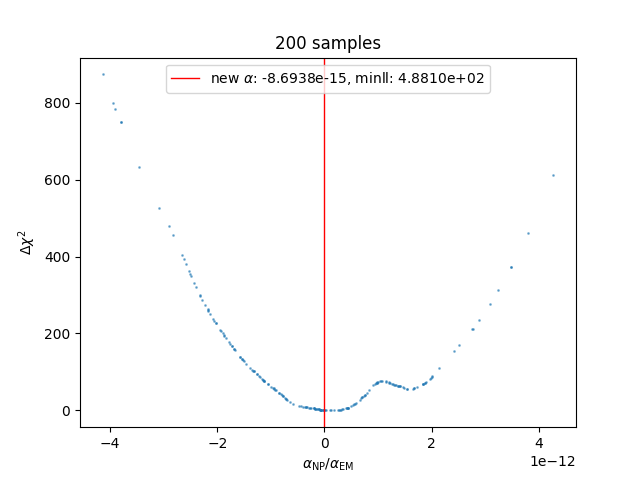 200 samples
new α: -8.6938e-15, minll: 4.8810e+02
Δχ²
800
600
400
200
0
−4 −2 0 2 4
1e−12
α_NP/α_EM